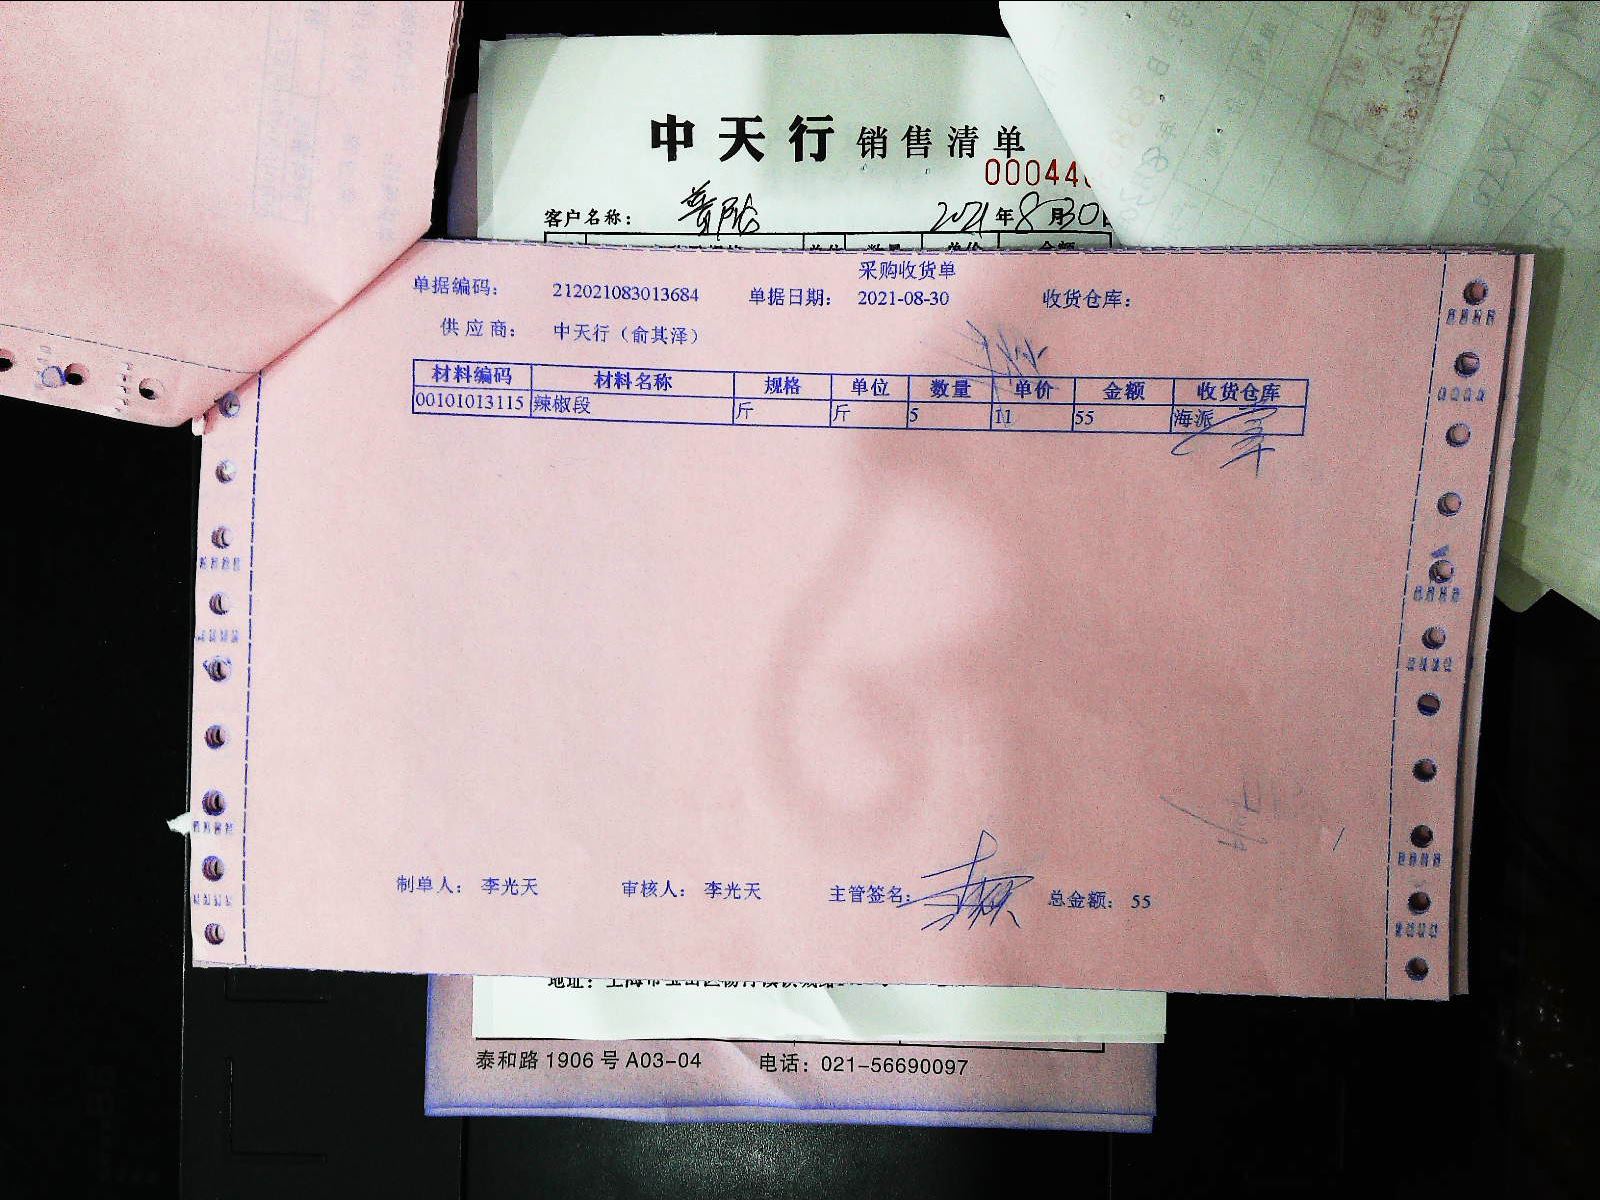 中天行 销售清单
00044
客户名称： 2021年8月30日
采购收货单
单据编码： 212021083013684 单据日期： 2021-08-30 收货仓库：
供应商： 中天行（俞其泽）
材料编码 材料名称 规格 单位 数量 单价 金额 收货仓库
00101013115 辣椒段 斤 斤 5 11 55 海派
制单人： 李光天 审核人： 李光天 主管签名： 总金额： 55
泰和路1906号A03-04 电话：021-56690097